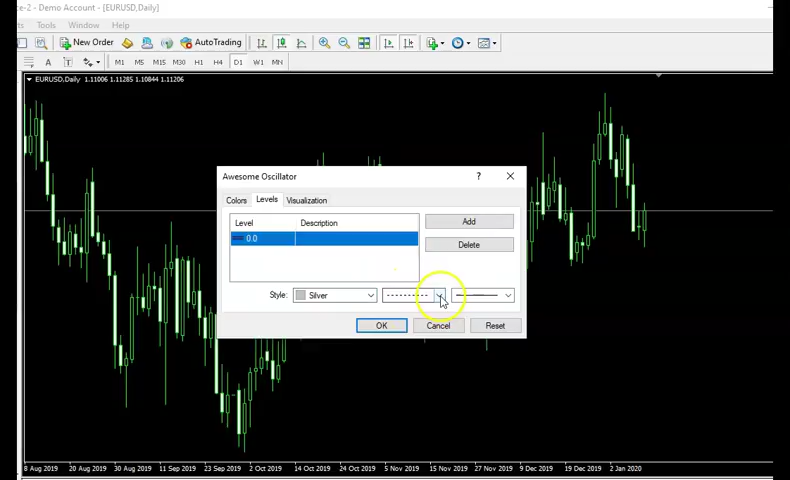 ce-2 - Demo Account - [EURUSD,Daily]
ts Tools Window Help
New Order AutoTrading
A T M1 M5 M15 M30 H1 H4 D1 W1 MN
EURUSD,Daily 1.11006 1.11285 1.10844 1.11206
Awesome Oscillator ?
Colors Levels Visualization
Level Description Add
0.0
Delete
Style: Silver
OK Cancel Reset
8 Aug 2019 20 Aug 2019 30 Aug 2019 11 Sep 2019 23 Sep 2019 2 Oct 2019 14 Oct 2019 24 Oct 2019 5 Nov 2019 15 Nov 2019 27 Nov 2019 9 Dec 2019 19 Dec 2019 2 Jan 2020